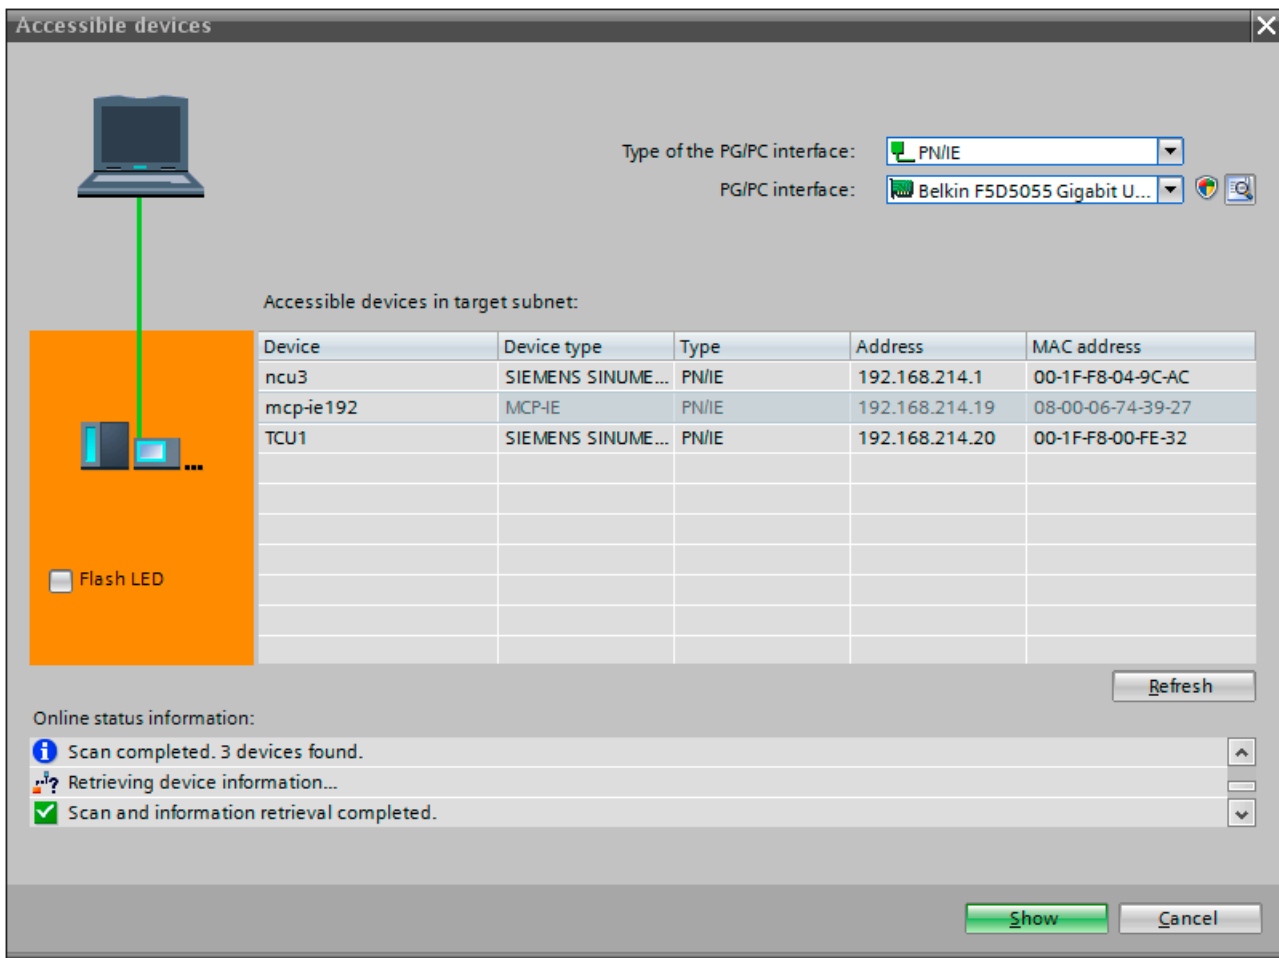 Accessible devices
Type of the PG/PC interface: PN/IE
PG/PC interface: Belkin F5D5055 Gigabit U...
Accessible devices in target subnet:
Device Device type Type Address MAC address
ncu3 SIEMENS SINUME... PN/IE 192.168.214.1 00-1F-F8-04-9C-AC
mcp-ie192 MCP-IE PN/IE 192.168.214.19 08-00-06-74-39-27
TCU1 SIEMENS SINUME... PN/IE 192.168.214.20 00-1F-F8-00-FE-32
Flash LED
Refresh
Online status information:
Scan completed. 3 devices found.
Retrieving device information...
Scan and information retrieval completed.
Show Cancel